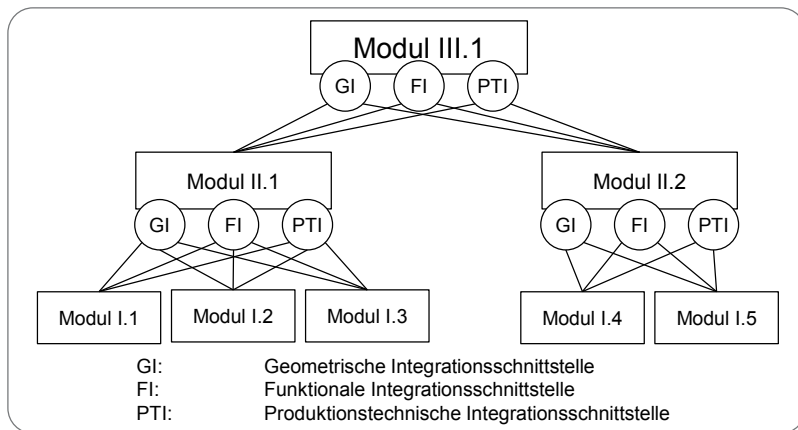 Modul III.1
GI FI PTI
Modul II.1 Modul II.2
GI FI PTI GI FI PTI
Modul I.1 Modul I.2 Modul I.3 Modul I.4 Modul I.5
GI: Geometrische Integrationsschnittstelle
FI: Funktionale Integrationsschnittstelle
PTI: Produktionstechnische Integrationsschnittstelle